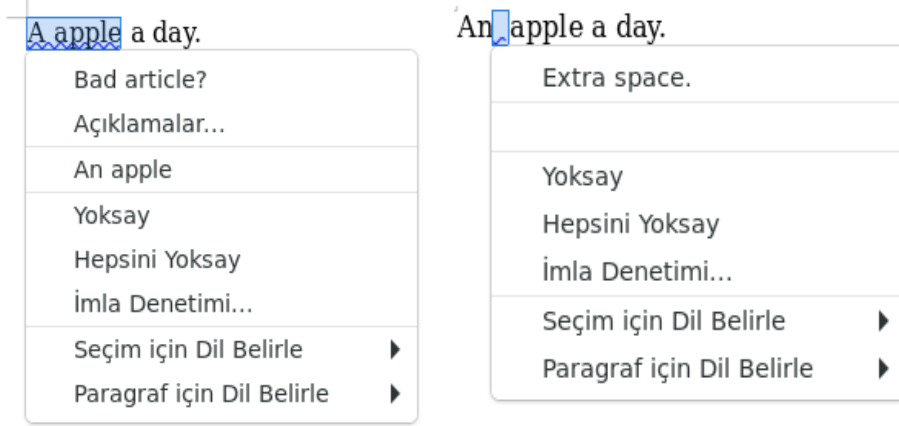 A apple a day.
Bad article?
Açıklamalar...
An apple
Yoksay
Hepsini Yoksay
İmla Denetimi...
Seçim için Dil Belirle
Paragraf için Dil Belirle
An  apple a day.
Extra space.
Yoksay
Hepsini Yoksay
İmla Denetimi...
Seçim için Dil Belirle
Paragraf için Dil Belirle